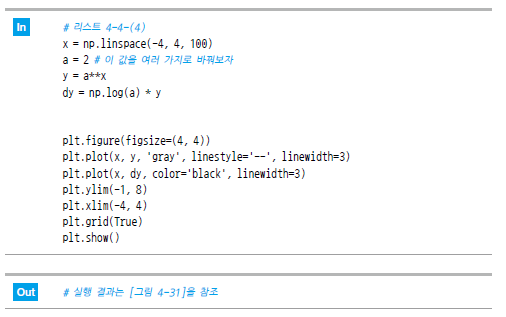 In
# 리스트 4-4-(4)
x = np.linspace(-4, 4, 100)
a = 2 # 이 값을 여러 가지로 바꿔보자
y = a**x
dy = np.log(a) * y
plt.figure(figsize=(4, 4))
plt.plot(x, y, 'gray', linestyle='--', linewidth=3)
plt.plot(x, dy, color='black', linewidth=3)
plt.ylim(-1, 8)
plt.xlim(-4, 4)
plt.grid(True)
plt.show()
Out
# 실행 결과는 [그림 4-31]을 참조